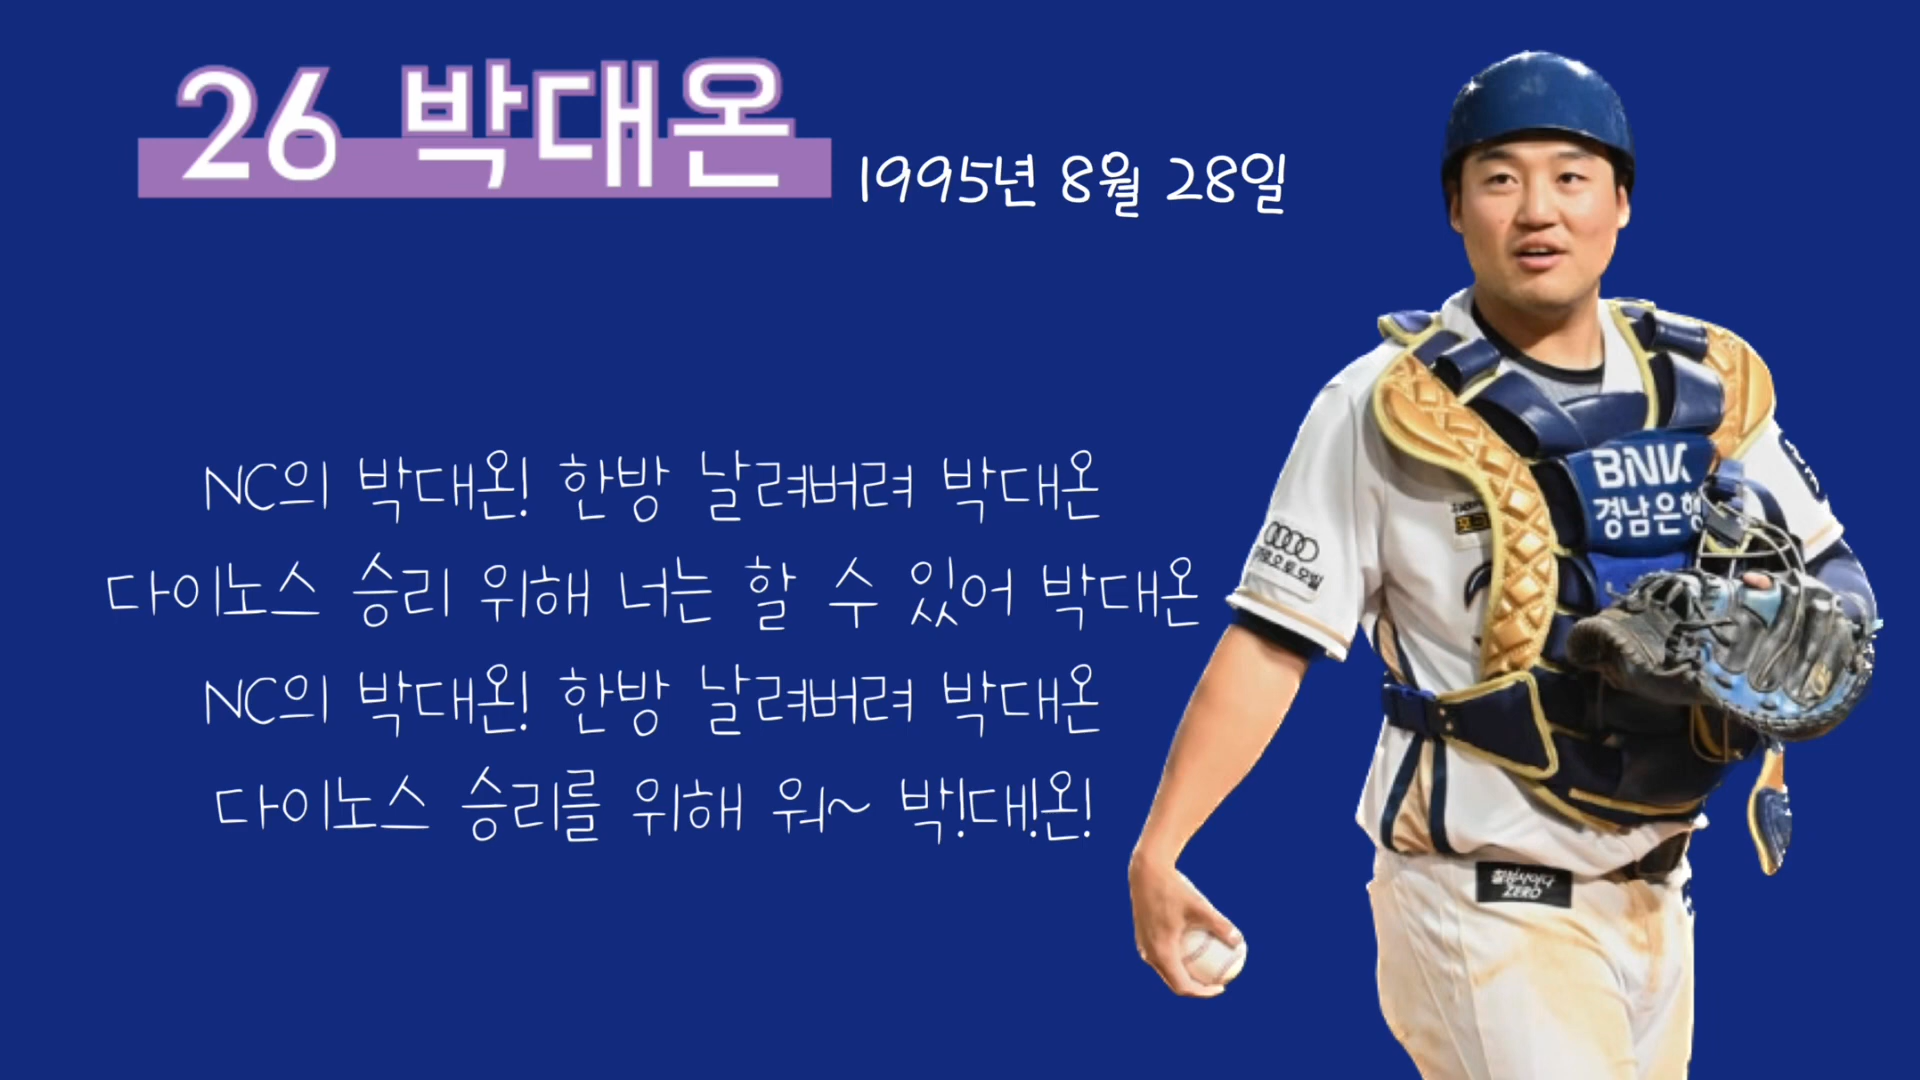 26 박대온
1995년 8월 28일
NC의 박대온! 한방 날려버려 박대온
다이노스 승리 위해 너는 할 수 있어 박대온
NC의 박대온! 한방 날려버려 박대온
다이노스 승리를 위해 워~ 박!대!온!
BNK
경남은행
ZERO